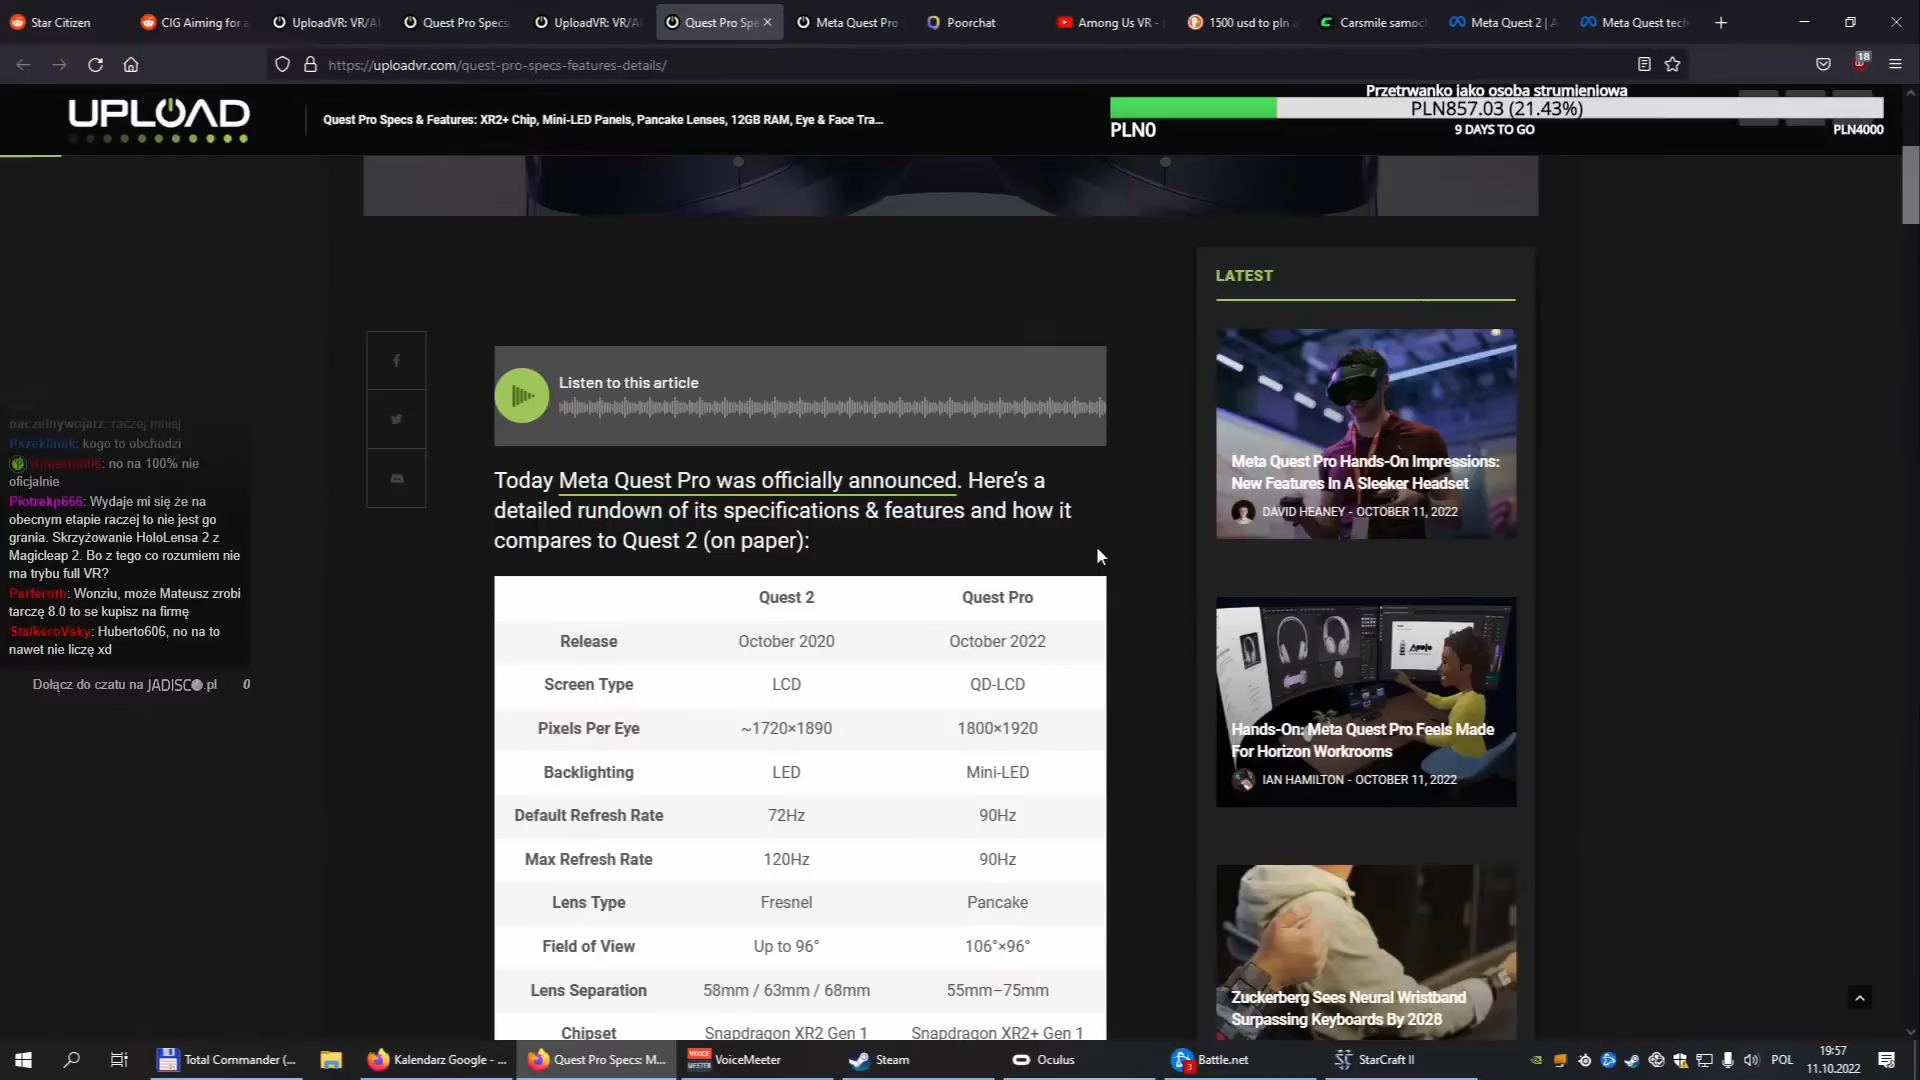 Star Citizen
CIG Aiming for a
UploadVR: VR/A
Quest Pro Specs
UploadVR: VR/A
Quest Pro Spe
Meta Quest Pro
Poorchat
Among Us VR -
1500 usd to pln
Carsmile samoc
Meta Quest 2 | A
Meta Quest tech
https://uploadvr.com/quest-pro-specs-features-details/
18
UPLOAD
Quest Pro Specs & Features: XR2+ Chip, Mini-LED Panels, Pancake Lenses, 12GB RAM, Eye & Face Tra...
Przetrwanko jako osoba strumieniowa
PLN857.03 (21.43%)
PLN0
9 DAYS TO GO
PLN4000
naczelnywojarz: raczej mniej
Pszeklinak: kogo to obchodzi
Huberto606: no na 100% nie
oficjalnie
Piotrekp666: Wydaje mi się że na
obecnym etapie raczej to nie jest go
grania. Skrzyżowanie HoloLensa 2 z
Magicleap 2. Bo z tego co rozumiem nie
ma trybu full VR?
Parferoth: Wonziu, może Mateusz zrobi
tarczę 8.0 to se kupisz na firmę
StalkeroVsky: Huberto606, no na to
nawet nie liczę xd
Dołącz do czatu na JADISCO.pl 0
Listen to this article
Today Meta Quest Pro was officially announced. Here's a
detailed rundown of its specifications & features and how it
compares to Quest 2 (on paper):
Quest 2 Quest Pro
Release October 2020 October 2022
Screen Type LCD QD-LCD
Pixels Per Eye ~1720×1890 1800×1920
Backlighting LED Mini-LED
Default Refresh Rate 72Hz 90Hz
Max Refresh Rate 120Hz 90Hz
Lens Type Fresnel Pancake
Field of View Up to 96° 106°×96°
Lens Separation 58mm / 63mm / 68mm 55mm–75mm
Chipset Snapdragon XR2 Gen 1 Snapdragon XR2+ Gen 1
LATEST
Meta Quest Pro Hands-On Impressions:
New Features In A Sleeker Headset
DAVID HEANEY - OCTOBER 11, 2022
Hands-On: Meta Quest Pro Feels Made
For Horizon Workrooms
IAN HAMILTON - OCTOBER 11, 2022
Zuckerberg Sees Neural Wristband
Surpassing Keyboards By 2028
Total Commander (...
Kalendarz Google - ...
Quest Pro Specs: M...
VOICE
MEETER
VoiceMeeter
Steam
Oculus
3
Battle.net
StarCraft II
POL
19:57
11.10.2022